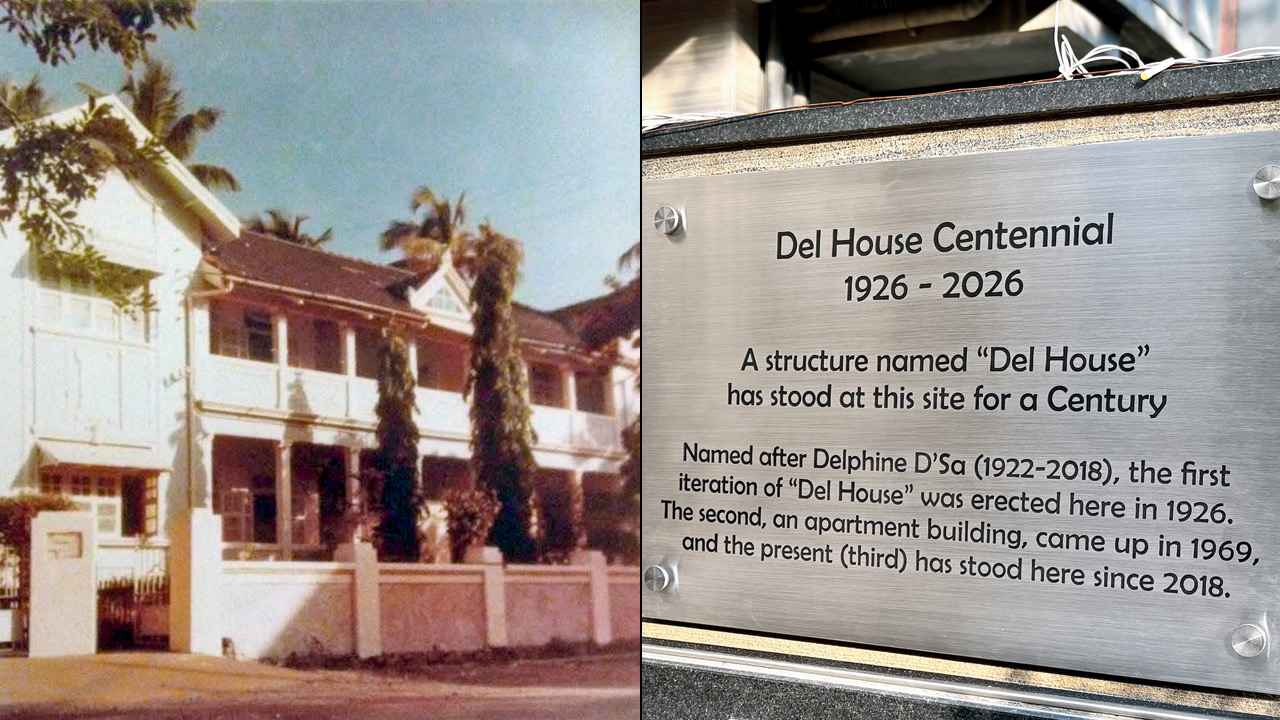 Del House Centennial
1926 - 2026
A structure named “Del House”
has stood at this site for a Century
Named after Delphine D’Sa (1922-2018), the first
iteration of “Del House” was erected here in 1926.
The second, an apartment building, came up in 1969,
and the present (third) has stood here since 2018.